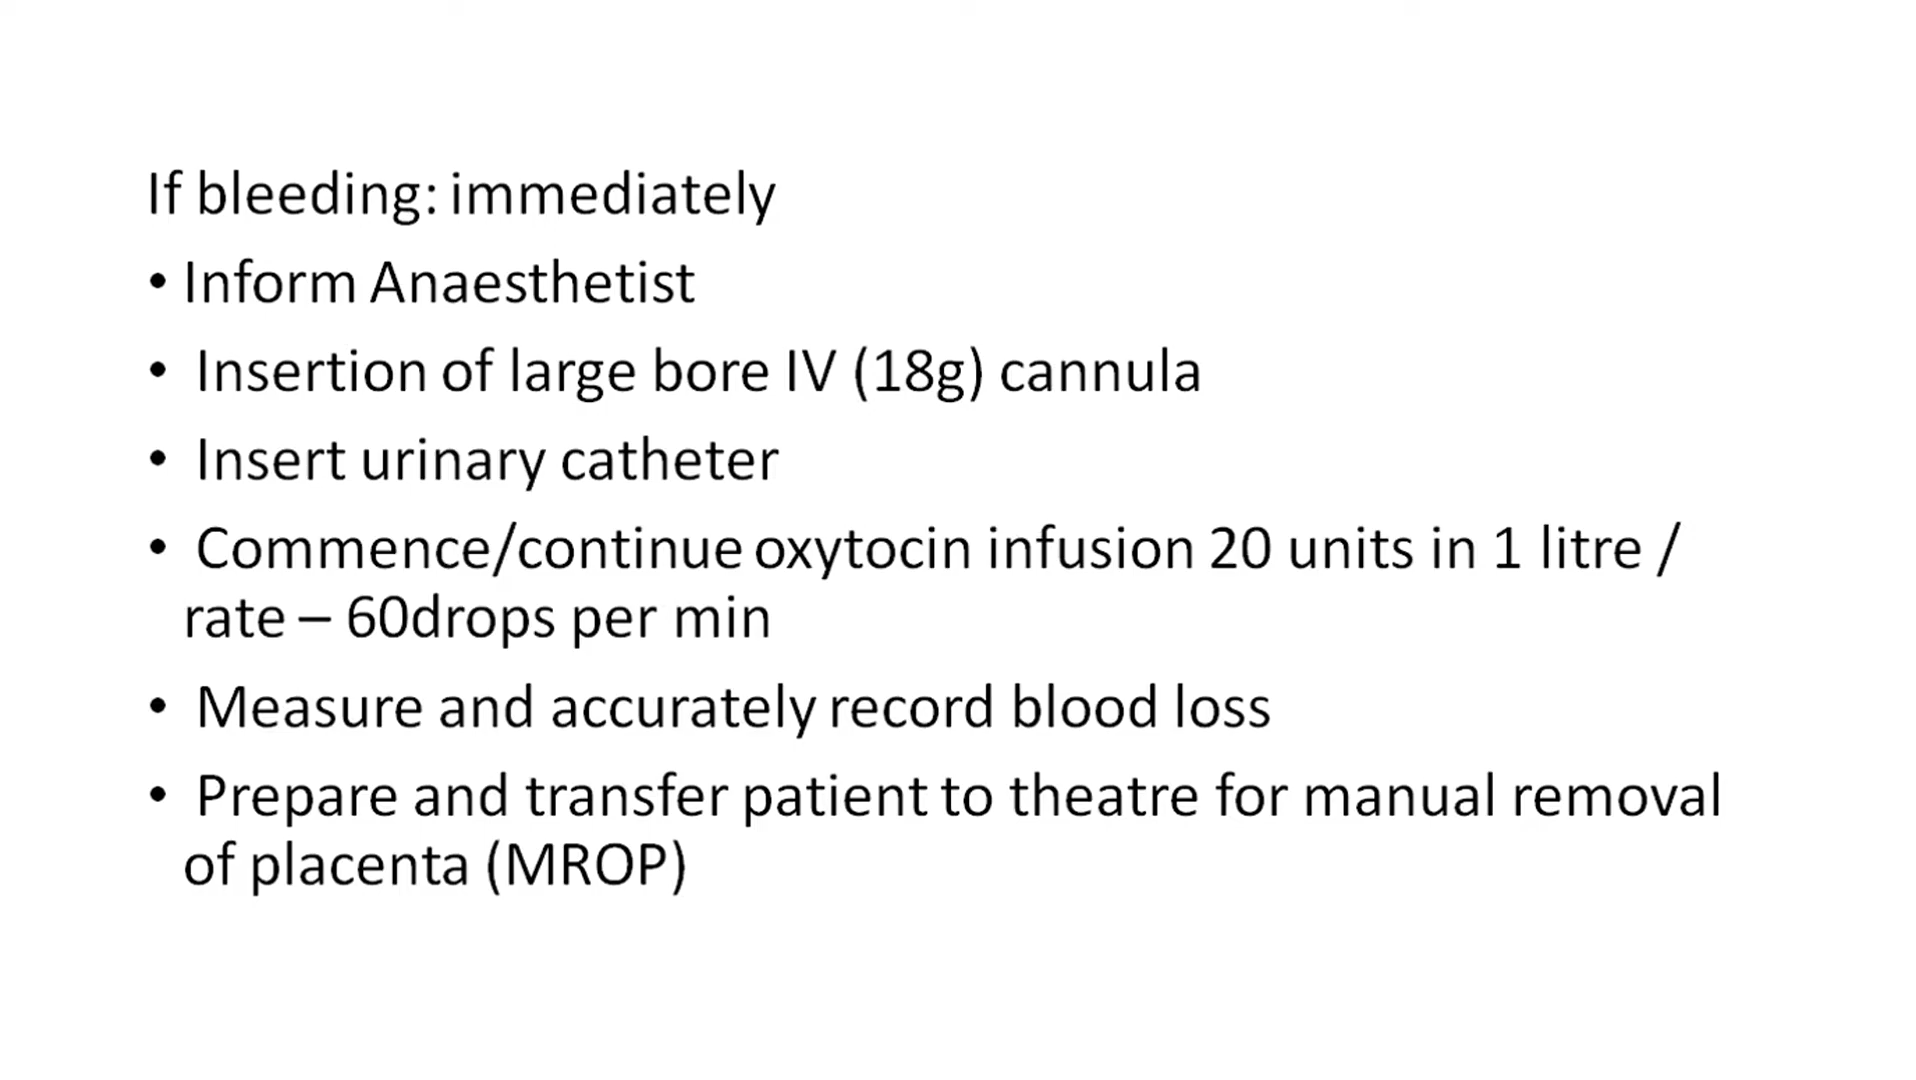 If bleeding: immediately
• Inform Anaesthetist
• Insertion of large bore IV (18g) cannula
• Insert urinary catheter
• Commence/continue oxytocin infusion 20 units in 1 litre /
rate – 60drops per min
• Measure and accurately record blood loss
• Prepare and transfer patient to theatre for manual removal
of placenta (MROP)